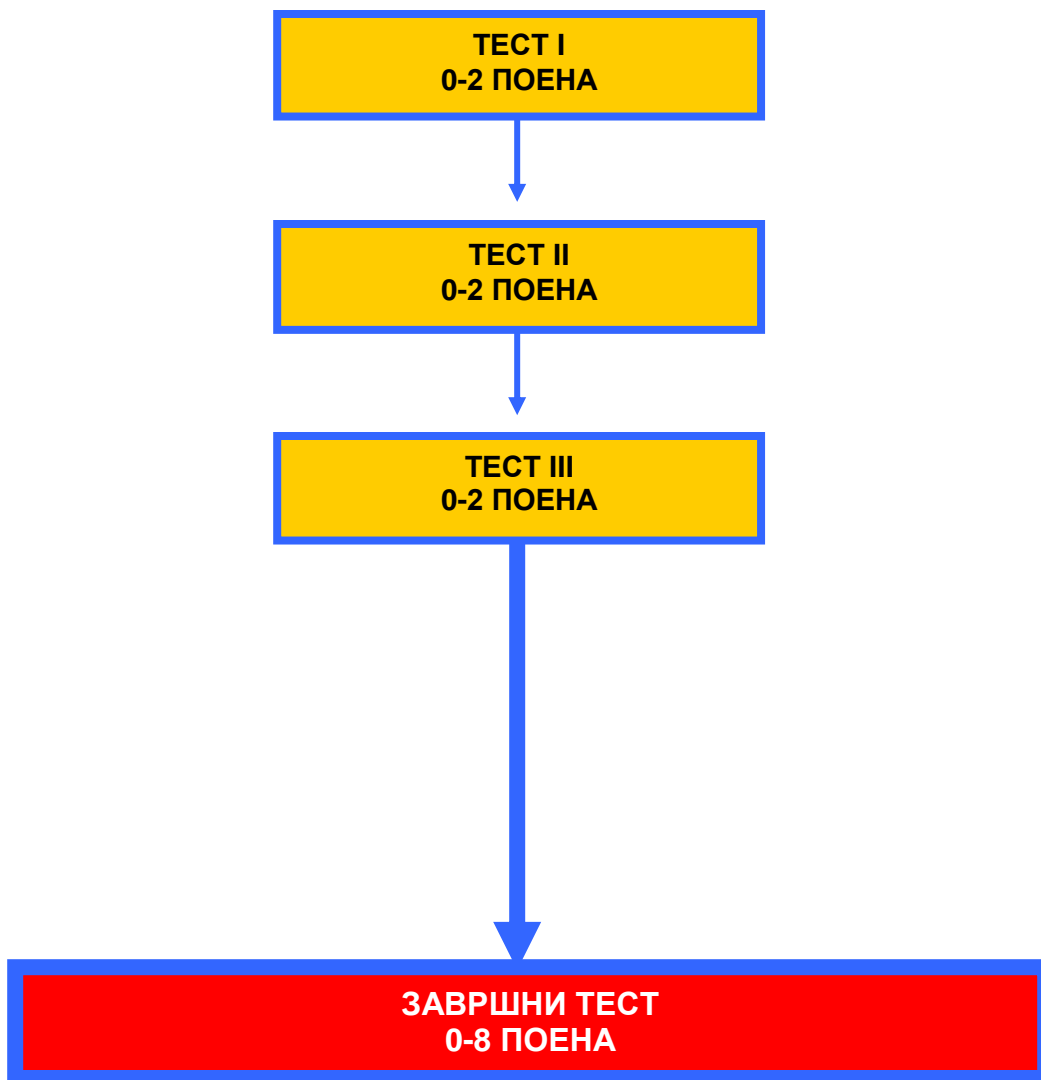 ТЕСТ I
0-2 ПОЕНА
ТЕСТ II
0-2 ПОЕНА
ТЕСТ III
0-2 ПОЕНА
ЗАВРШНИ ТЕСТ
0-8 ПОЕНА